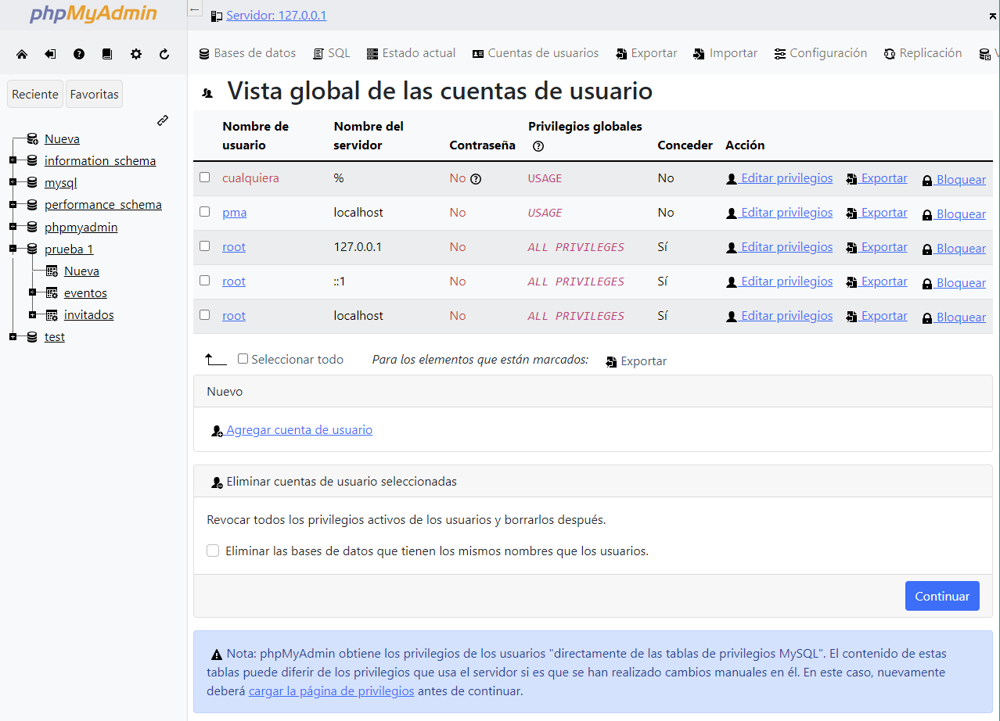 phpMyAdmin
←
Servidor: 127.0.0.1
Bases de datos SQL Estado actual Cuentas de usuarios Exportar Importar Configuración Replicación
Reciente Favoritas
Nueva
information_schema
mysql
performance_schema
phpmyadmin
prueba 1
Nueva
eventos
invitados
test
Vista global de las cuentas de usuario
Nombre de usuario Nombre del servidor Contraseña Privilegios globales Conceder Acción
cualquiera % No USAGE No Editar privilegios Exportar Bloquear
pma localhost No USAGE No Editar privilegios Exportar Bloquear
root 127.0.0.1 No ALL PRIVILEGES Sí Editar privilegios Exportar Bloquear
root ::1 No ALL PRIVILEGES Sí Editar privilegios Exportar Bloquear
root localhost No ALL PRIVILEGES Sí Editar privilegios Exportar Bloquear
Seleccionar todo Para los elementos que están marcados: Exportar
Nuevo
Agregar cuenta de usuario
Eliminar cuentas de usuario seleccionadas
Revocar todos los privilegios activos de los usuarios y borrarlos después.
Eliminar las bases de datos que tienen los mismos nombres que los usuarios.
Continuar
Nota: phpMyAdmin obtiene los privilegios de los usuarios "directamente de las tablas de privilegios MySQL". El contenido de estas
tablas puede diferir de los privilegios que usa el servidor si es que se han realizado cambios manuales en él. En este caso, nuevamente
deberá cargar la página de privilegios antes de continuar.